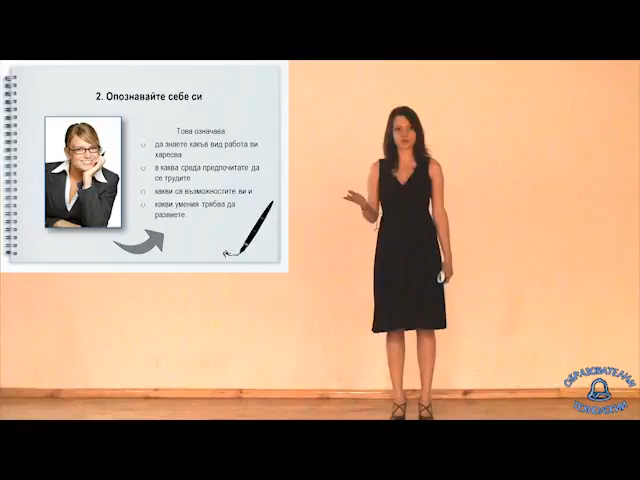 2. Опознавайте себе си
Това означава:
да знаете какъв вид работа ви
харесва
в каква среда предпочитате да
се трудите
какви са възможностите ви и
какви умения трябва да
развиете
ОБРАЗОВАТЕЛНИ
ТЕХНОЛОГИИ